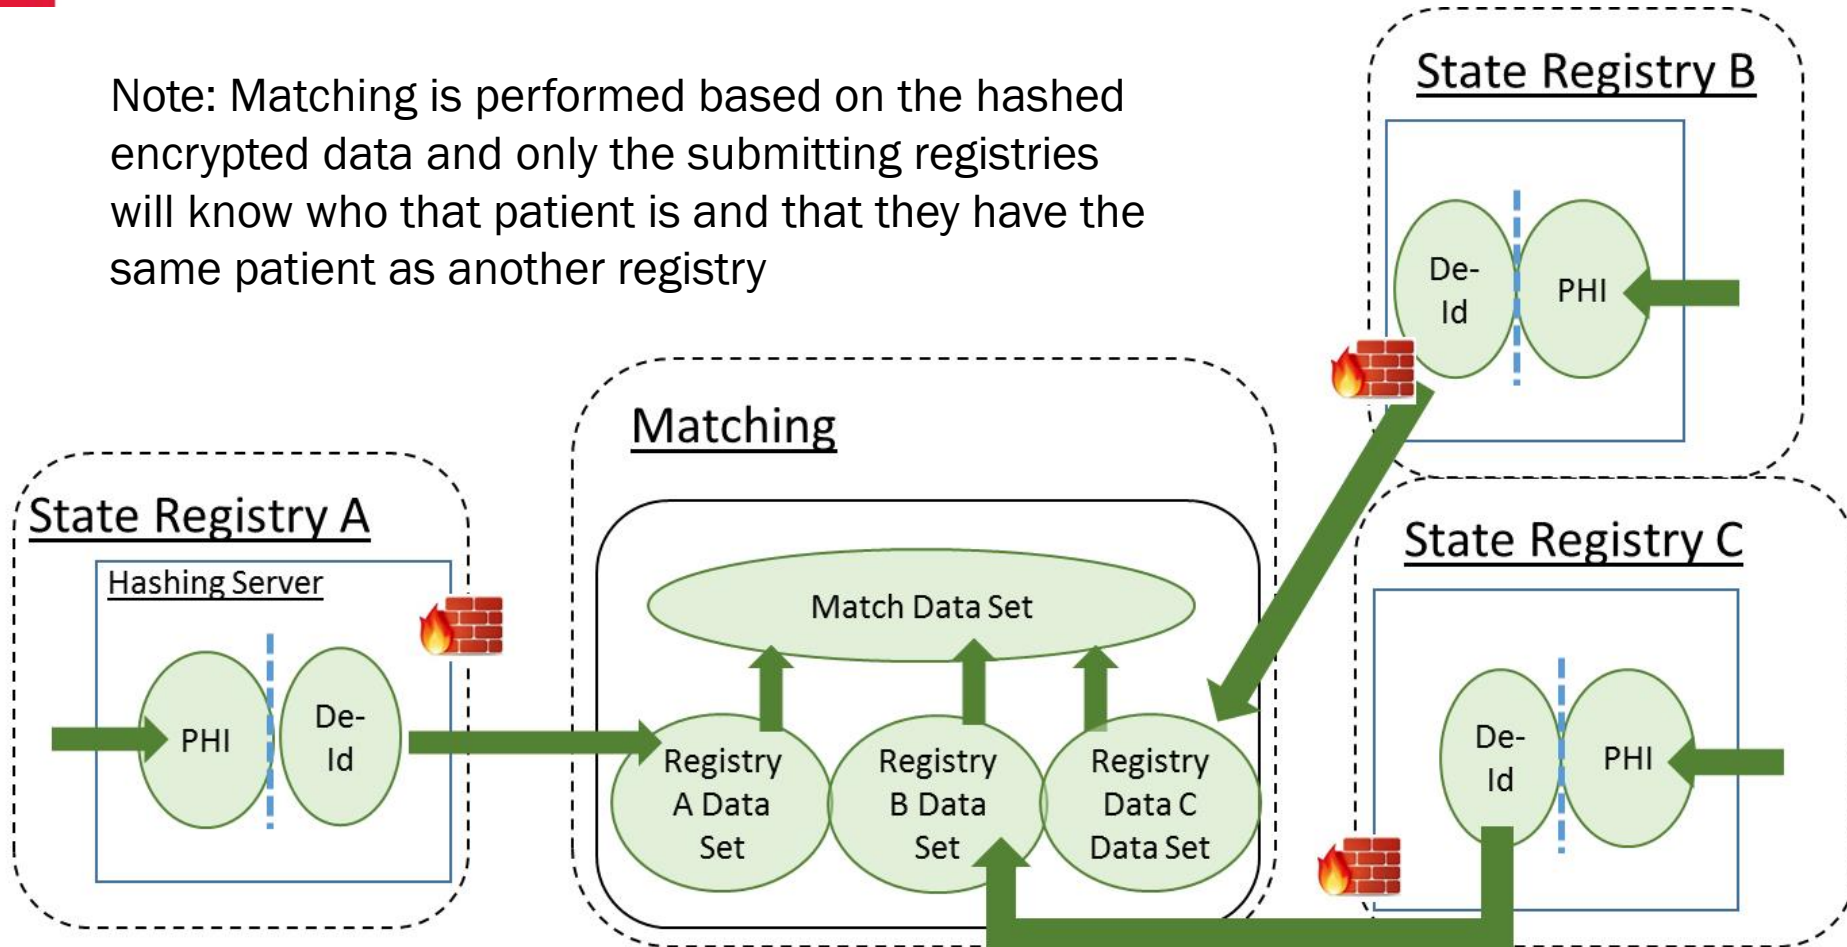 Note: Matching is performed based on the hashed
encrypted data and only the submitting registries
will know who that patient is and that they have the
same patient as another registry
State Registry B
De-
Id
PHI
Matching
State Registry A
Hashing Server
PHI
De-
Id
Match Data Set
Registry
A Data
Set
Registry
B Data
Set
Registry
Data C
Data Set
State Registry C
De-
Id
PHI